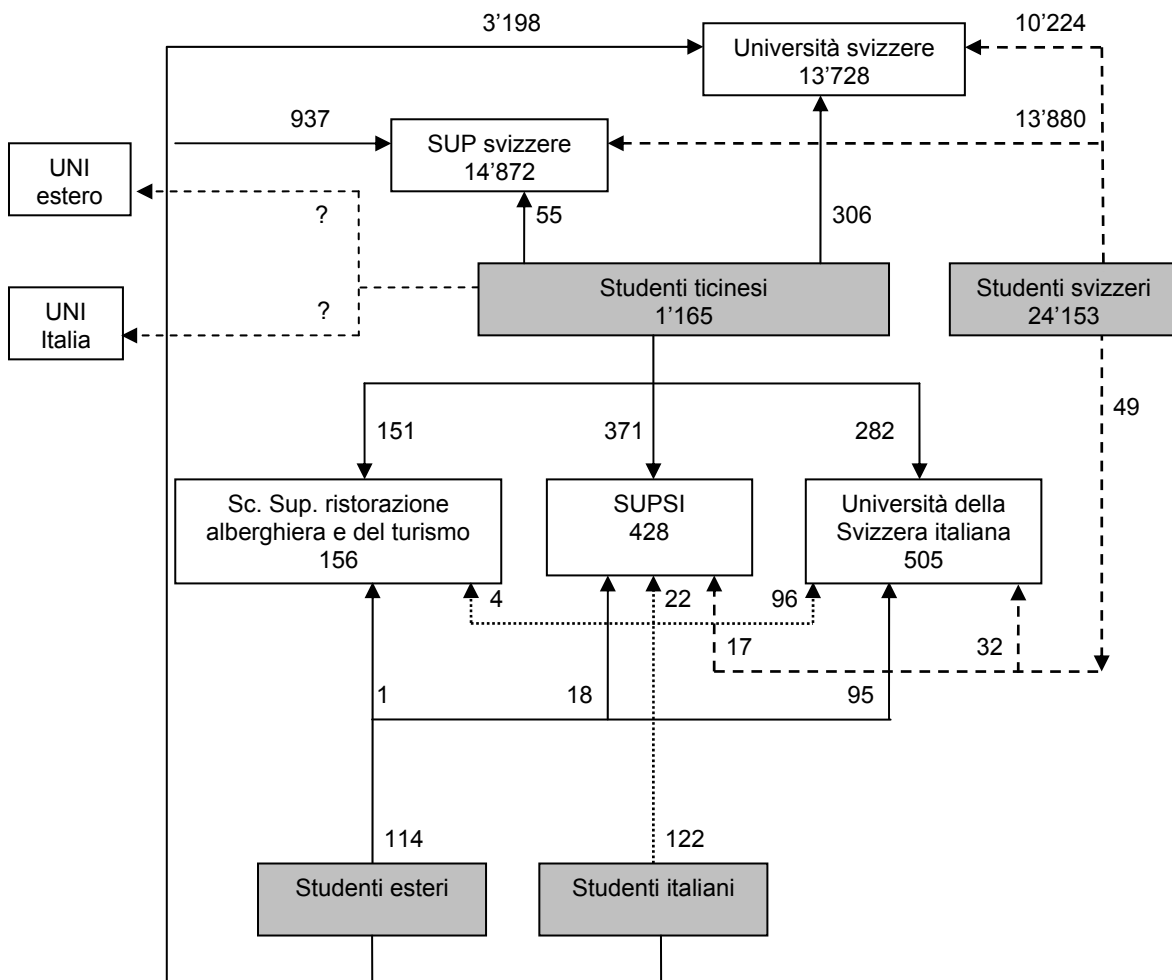 3’198
10’224
Università svizzere
13’728
937
13’880
SUP svizzere
14’872
UNI
estero
?
55
306
Studenti ticinesi
1’165
Studenti svizzeri
24’153
UNI
Italia
?
49
151
371
282
Sc. Sup. ristorazione
alberghiera e del turismo
156
SUPSI
428
Università della
Svizzera italiana
505
4
22
96
17
32
1
18
95
114
122
Studenti esteri
Studenti italiani